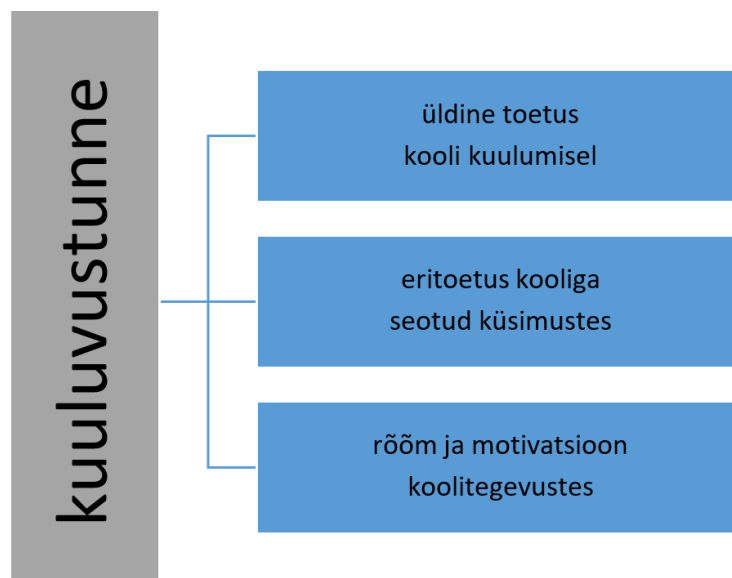 kuuluvustunne
üldine toetus
kooli kuulumisel
eritoetus kooliga
seotud küsimustes
rõõm ja motivatsioon
koolitegevustes